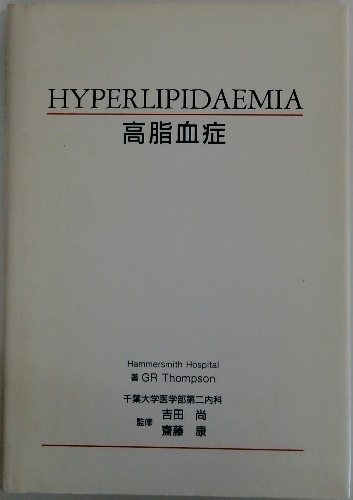 HYPERLIPIDAEMIA
高脂血症
Hammersmith Hospital
著 GR Thompson
千葉大学医学部第二内科
監修 吉田 尚
齋藤 康